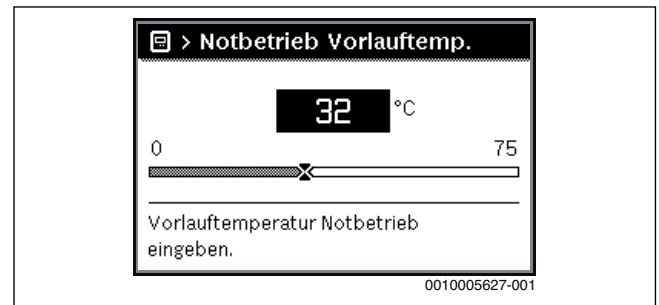 > Notbetrieb Vorlauftemp.
32 °C
0 75
Vorlauftemperatur Notbetrieb
eingeben.
0010005627-001